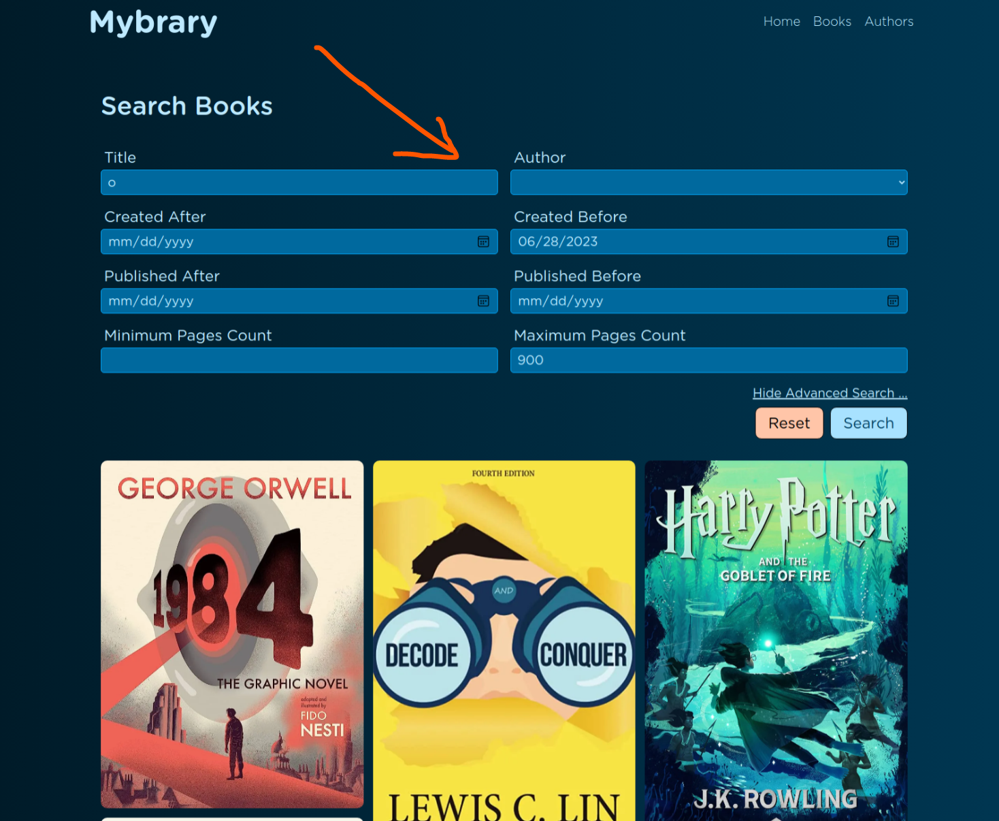 Mybrary
Home Books Authors
Search Books
Title
Author
o
Created After
Created Before
mm/dd/yyyy
06/28/2023
Published After
Published Before
mm/dd/yyyy
mm/dd/yyyy
Minimum Pages Count
Maximum Pages Count
900
Hide Advanced Search ...
Reset
Search
GEORGE ORWELL
1984
THE GRAPHIC NOVEL
adapted and
illustrated by
FIDO
NESTI
FOURTH EDITION
AND
DECODE
CONQUER
LEWIS C. LIN
Harry Potter
AND THE
GOBLET OF FIRE
J.K. ROWLING